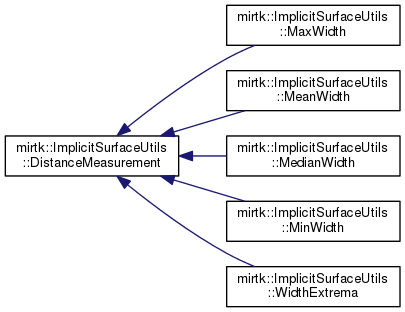 mirtk::ImplicitSurfaceUtils
::MaxWidth
mirtk::ImplicitSurfaceUtils
::MeanWidth
mirtk::ImplicitSurfaceUtils
::DistanceMeasurement
mirtk::ImplicitSurfaceUtils
::MedianWidth
mirtk::ImplicitSurfaceUtils
::MinWidth
mirtk::ImplicitSurfaceUtils
::WidthExtrema